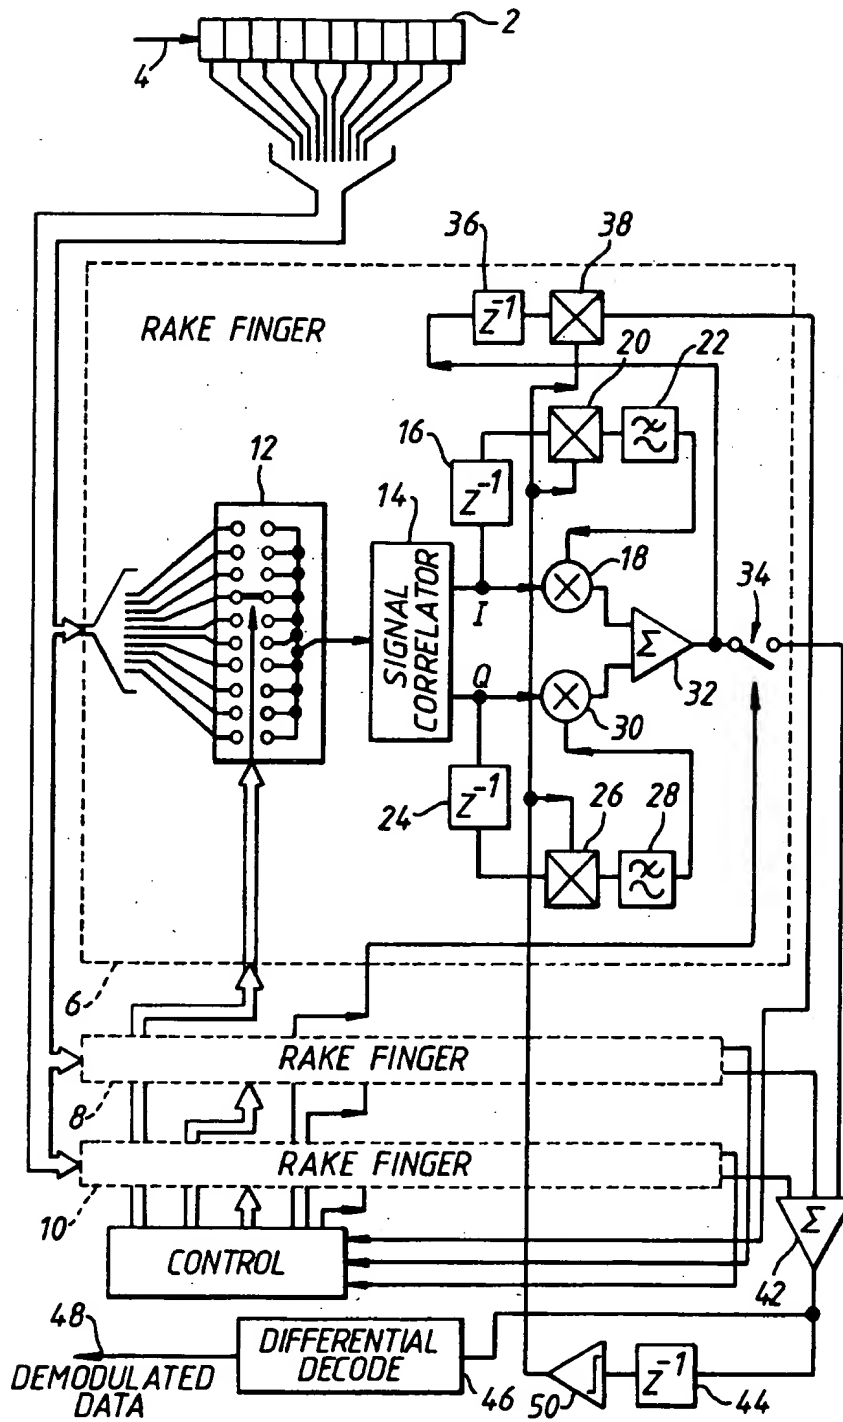 2
4
36
38
RAKE FINGER
Z⁻¹
20
22
12
16
Z⁻¹
14
18
34
SIGNAL
CORRELATOR
I
Σ
Q
32
30
24
Z⁻¹
26
28
6
RAKE FINGER
8
RAKE FINGER
10
Σ
CONTROL
42
48
DIFFERENTIAL
DECODE
DEMODULATED
DATA
46
50
Z⁻¹
44